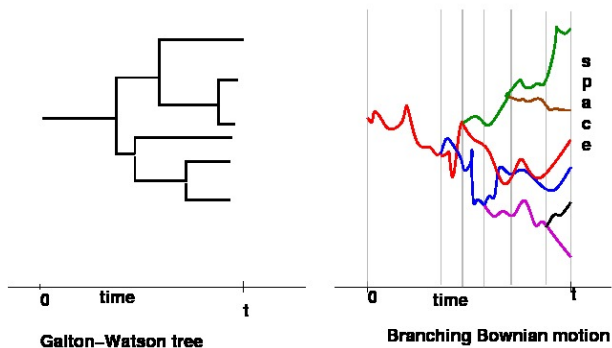 s
p
a
c
e
0 time t
0 time t
Galton-Watson tree
Branching Bownian motion